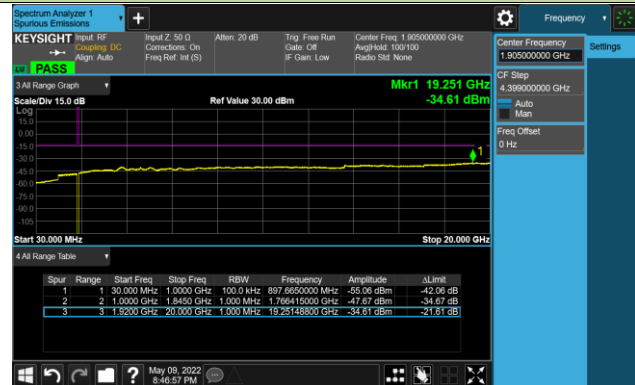 Spectrum Analyzer 1
Spurious Emissions
Frequency
KEYSIGHT
Input: RF
Coupling: DC
Align: Auto
Input Z: 50 Ω
Corrections: On
Freq Ref: Int (S)
Atten: 20 dB
Trig: Free Run
Gate: Off
IF Gain: Low
Center Freq: 1.905000000 GHz
Avg|Hold: 100/100
Radio Std: None
PASS
Center Frequency
1.905000000 GHz
Settings
CF Step
4.399000000 GHz
Auto
Man
Freq Offset
0 Hz
3 All Range Graph
Mkr1 19.251 GHz
Scale/Div 15.0 dB
Ref Value 30.00 dBm
-34.61 dBm
Log
15.0
0.00
-15.0
-30.0
-45.0
-60.0
-75.0
-90.0
-105
1
Start 30.000 MHz
Stop 20.000 GHz
4 All Range Table
Spur Range Start Freq Stop Freq RBW Frequency Amplitude ΔLimit
1 1 30.000 MHz 1.0000 GHz 100.0 kHz 897.6650000 MHz -55.06 dBm -42.06 dB
2 2 1.0000 GHz 1.8450 GHz 1.000 MHz 1.766415000 GHz -47.67 dBm -34.67 dB
3 3 1.9200 GHz 20.000 GHz 1.000 MHz 19.25148800 GHz -34.61 dBm -21.61 dB
May 09, 2022
8:46:57 PM